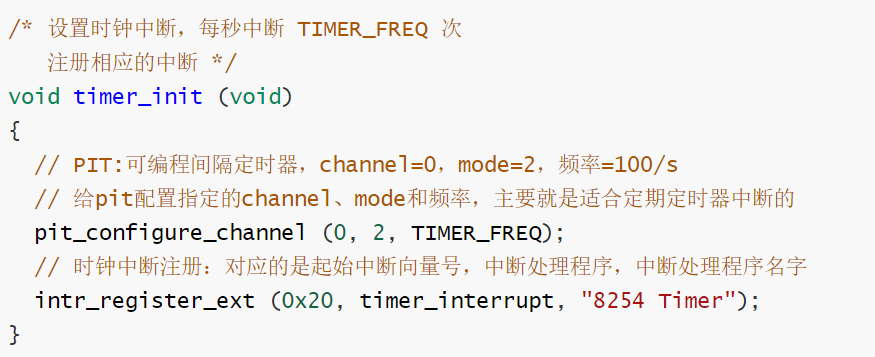 /* 设置时钟中断，每秒中断 TIMER_FREQ 次
注册相应的中断 */
void timer_init (void)
{
// PIT:可编程间隔定时器，channel=0，mode=2，频率=100/s
// 给pit配置指定的channel、mode和频率，主要就是适合定期定时器中断的
pit_configure_channel (0, 2, TIMER_FREQ);
// 时钟中断注册：对应的是起始中断向量号，中断处理程序，中断处理程序名字
intr_register_ext (0x20, timer_interrupt, "8254 Timer");
}